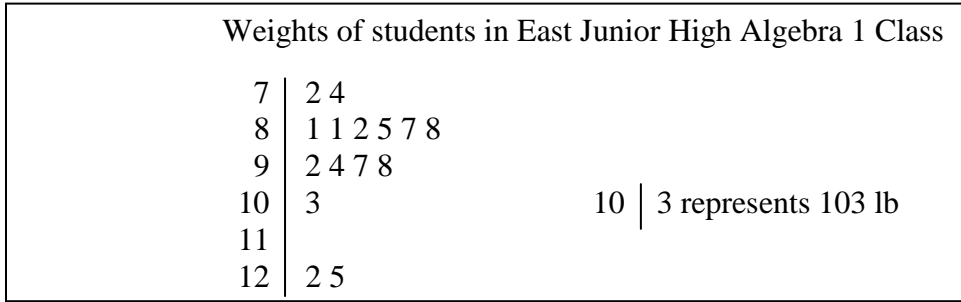 Weights of students in East Junior High Algebra 1 Class
7 | 2 4
8 | 1 1 2 5 7 8
9 | 2 4 7 8
10 | 3 10 | 3 represents 103 lb
11 |
12 | 2 5